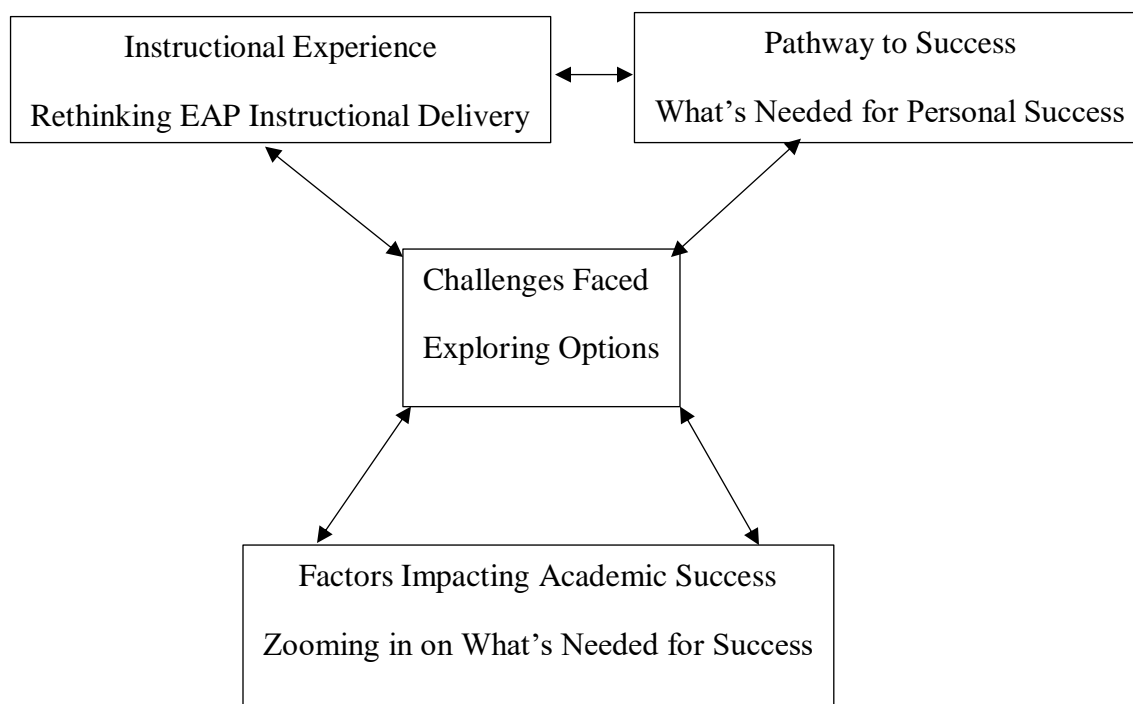 Instructional Experience
Rethinking EAP Instructional Delivery
Pathway to Success
What’s Needed for Personal Success
Challenges Faced
Exploring Options
Factors Impacting Academic Success
Zooming in on What’s Needed for Success